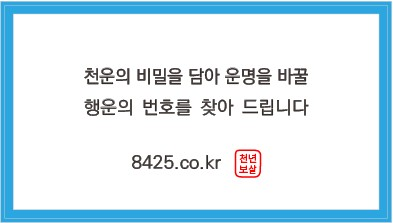 천운의 비밀을 담아 운명을 바꿀
행운의 번호를 찾아 드립니다
8425.co.kr
천년
보살